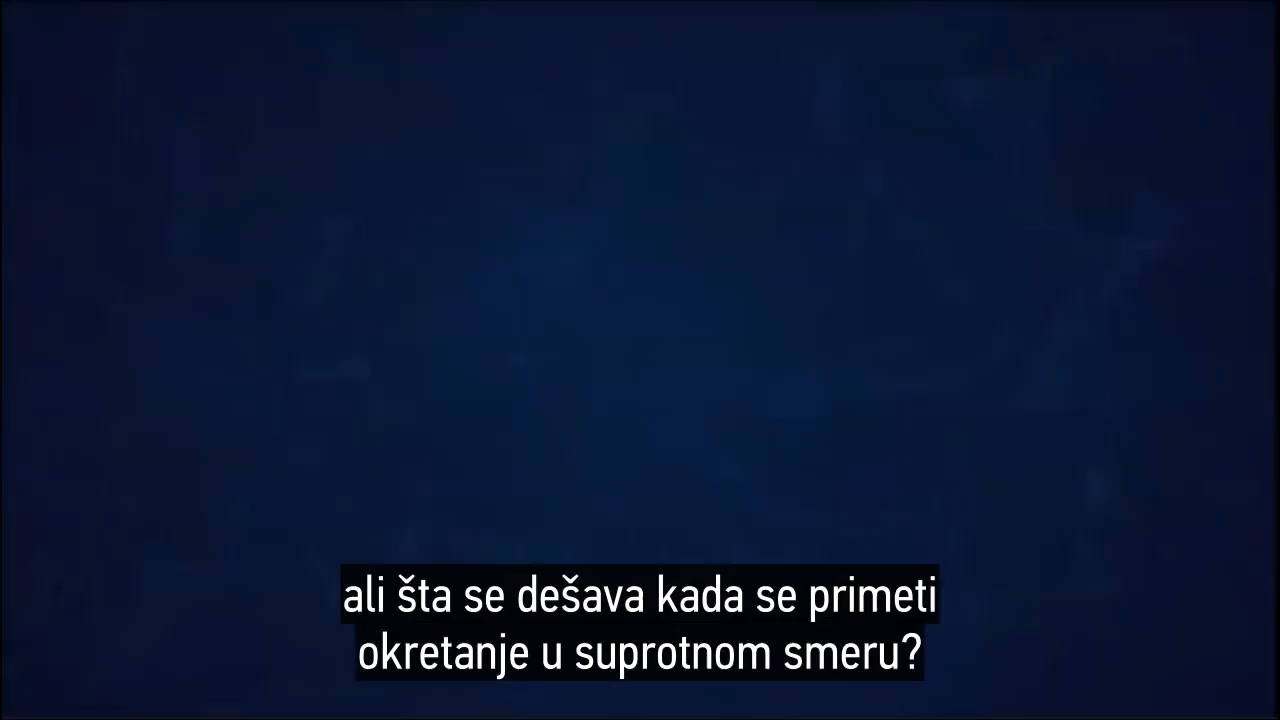 ali šta se dešava kada se primeti
okretanje u suprotnom smeru?